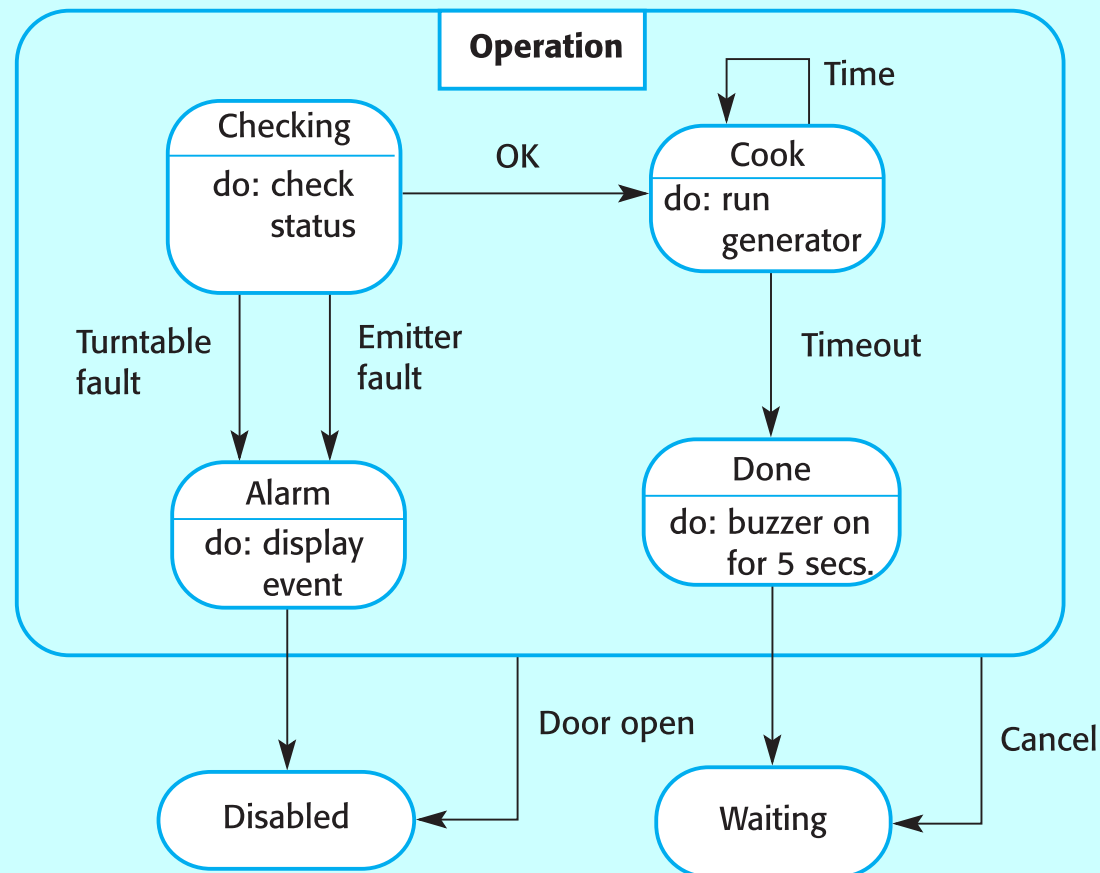 Operation
Time
Checking
do: check
status
OK
Cook
do: run
generator
Turntable
fault
Emitter
fault
Timeout
Alarm
do: display
event
Done
do: buzzer on
for 5 secs.
Door open
Cancel
Disabled
Waiting